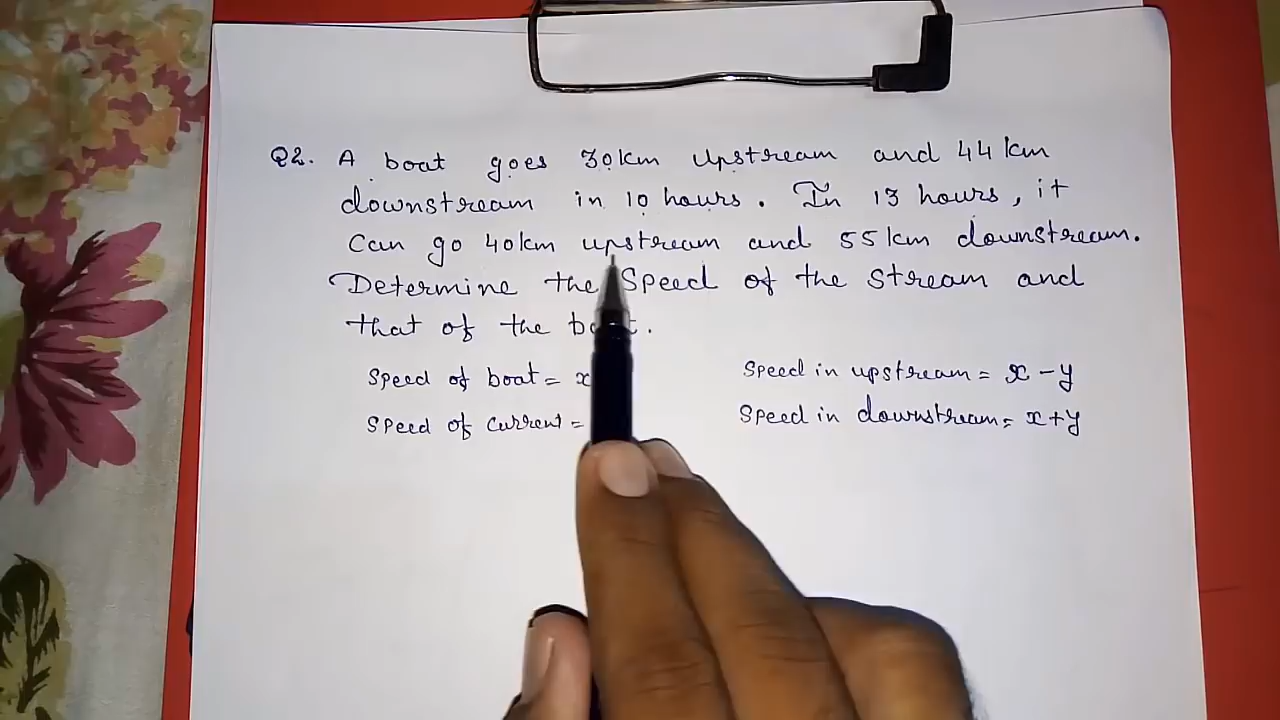 Q2. A boat goes 30km upstream and 44 km
downstream in 10 hours. In 13 hours, it
can go 40km upstream and 55km downstream.
Determine the speed of the stream and
that of the
Speed of boat = x
Speed in upstream = x - y
Speed of current =
Speed in downstream = x + y